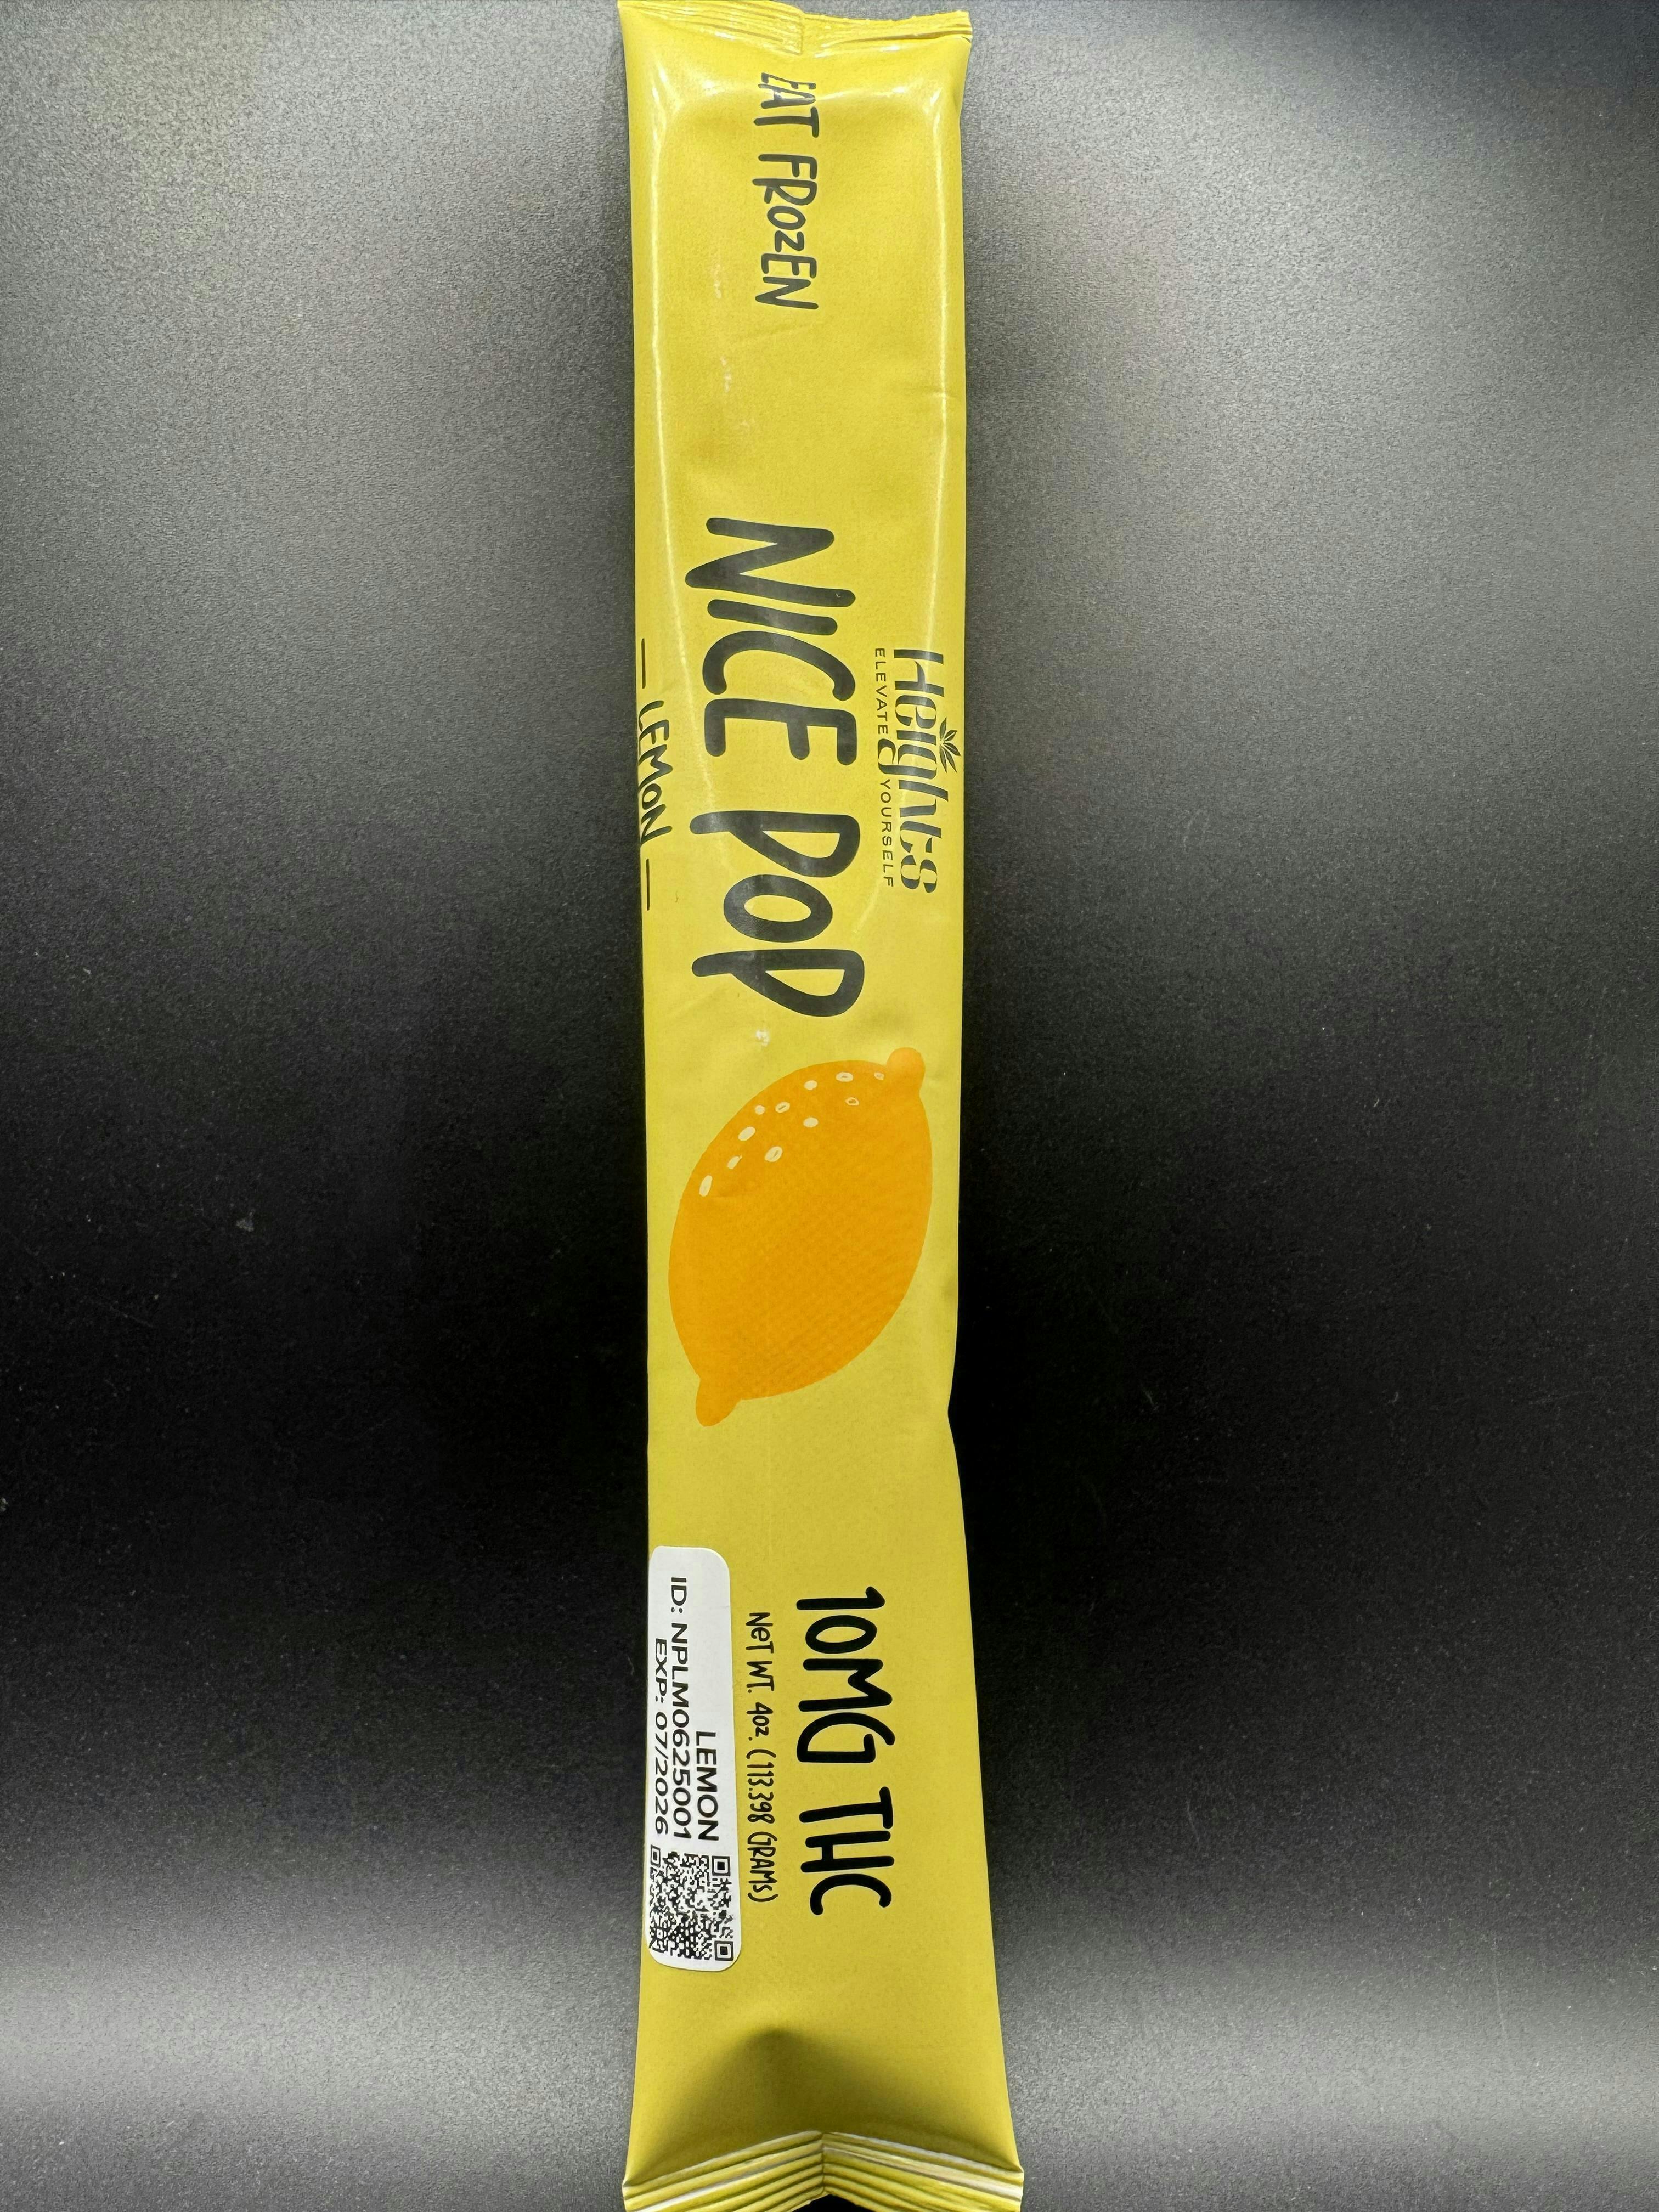 EAT FROZEN
Heights
ELEVATE YOURSELF
NICE POP
— LEMON —
10MG THC
NET WT. 4oz. (113.398 GRAMS)
LEMON
ID: NPLM0625001
EXP: 07/2026